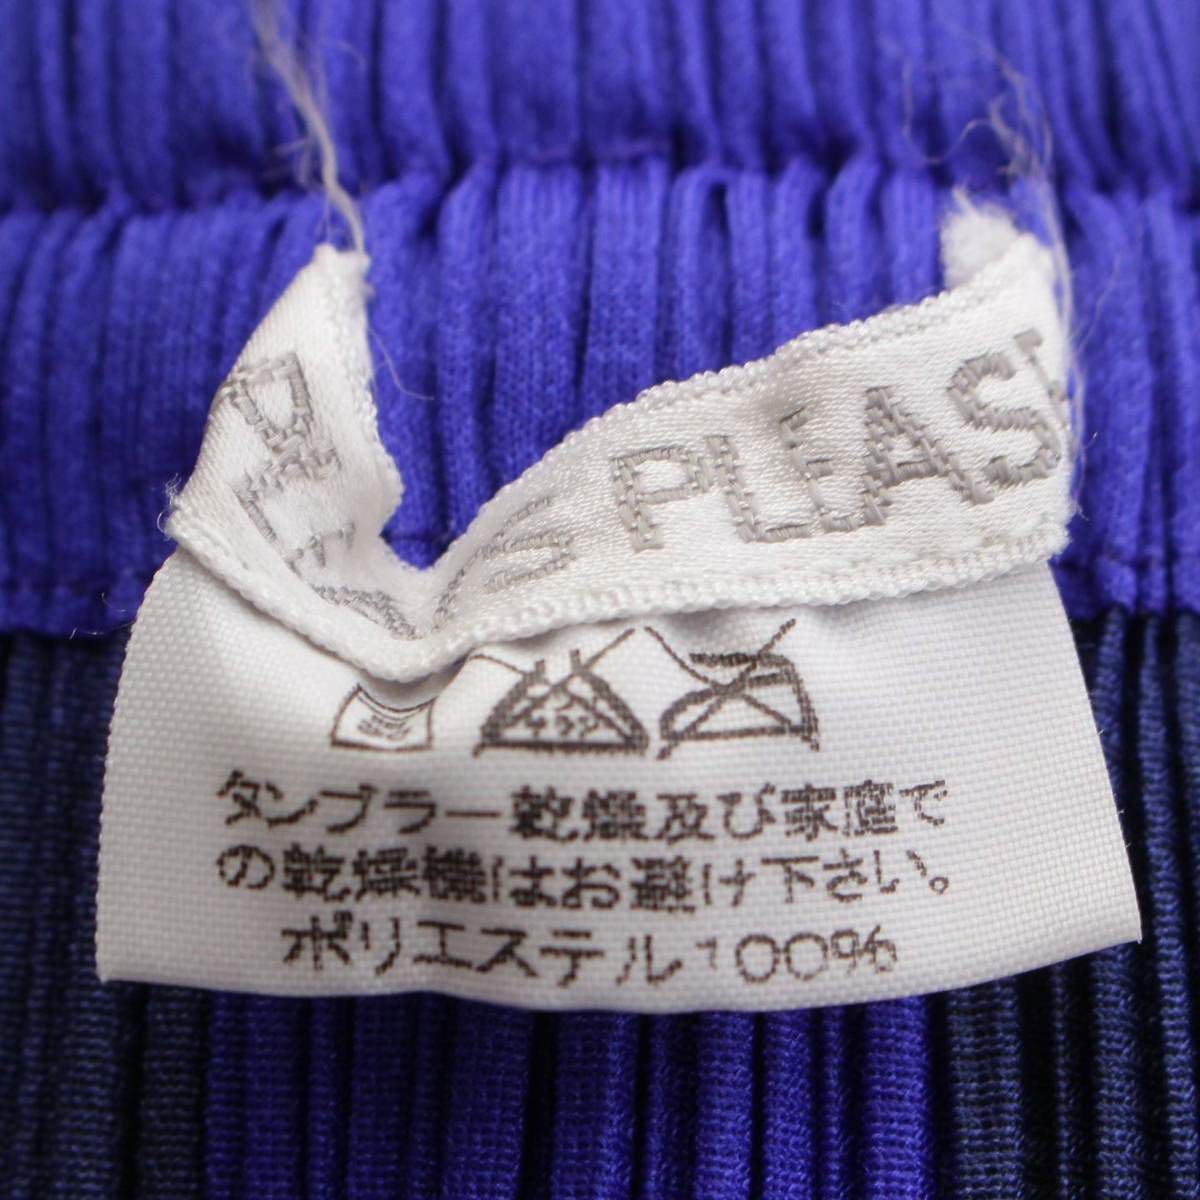 PLEAS
タンブラー乾燥及び家庭で
の乾燥機はお避け下さい。
ポリエステル100%